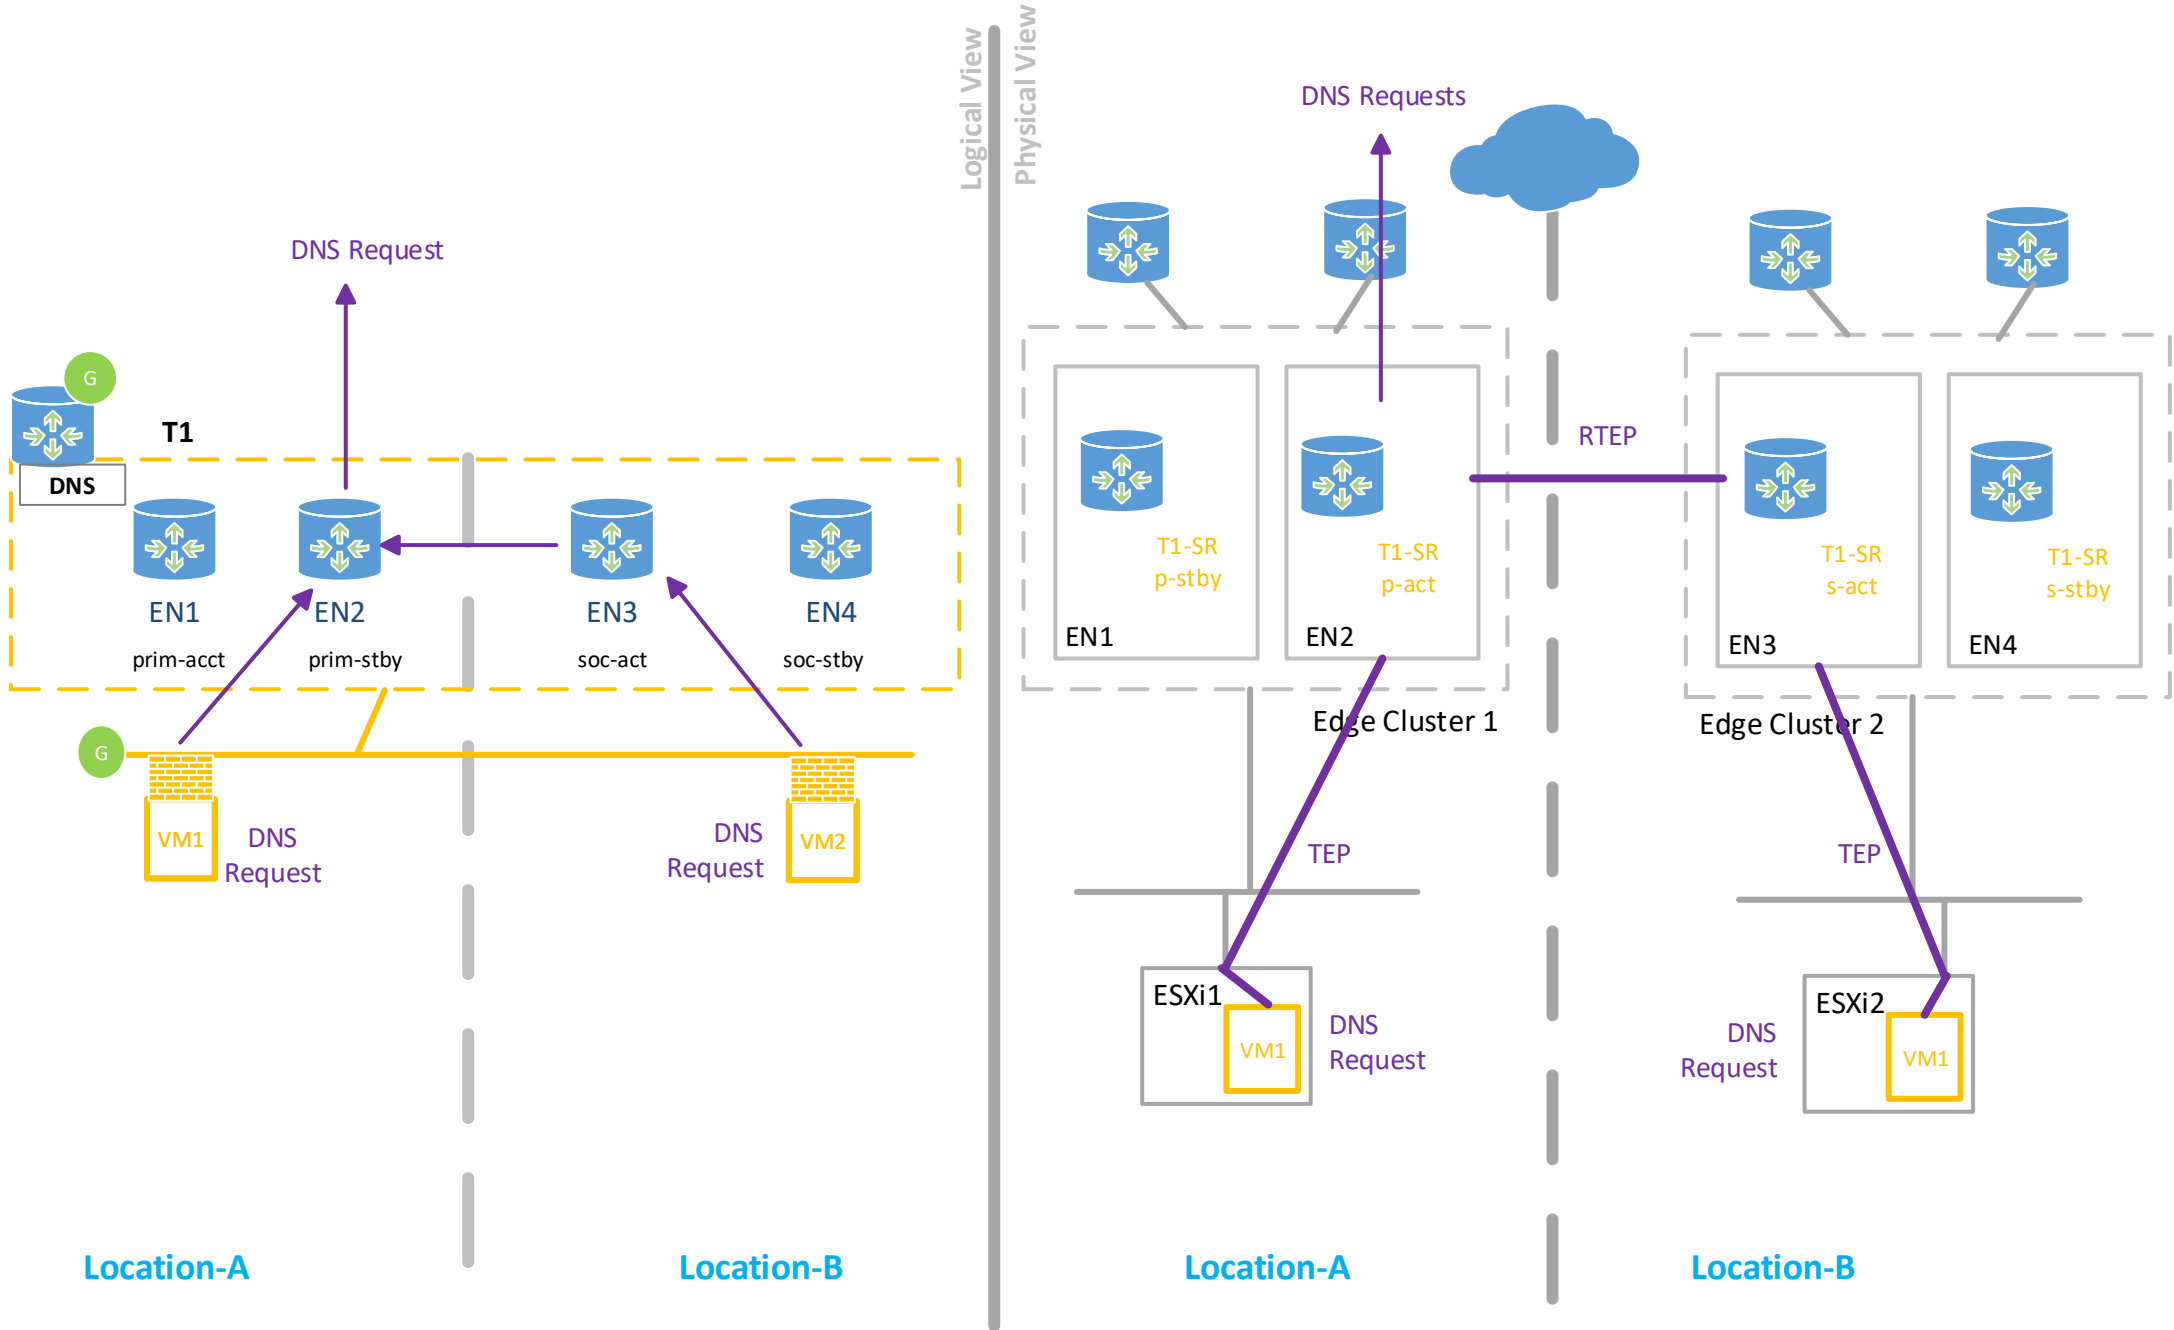 Logical View
Physical View
DNS Request
G
T1
DNS
EN1
EN2
EN3
EN4
prim-acct
prim-stby
soc-act
soc-stby
G
VM1
DNS
Request
DNS
Request
VM2
Location-A
Location-B
DNS Requests
RTEP
T1-SR
p-stby
EN1
T1-SR
p-act
EN2
Edge Cluster 1
T1-SR
s-act
EN3
T1-SR
s-stby
EN4
Edge Cluster 2
TEP
TEP
ESXi1
VM1
DNS
Request
DNS
Request
ESXi2
VM1
Location-A
Location-B